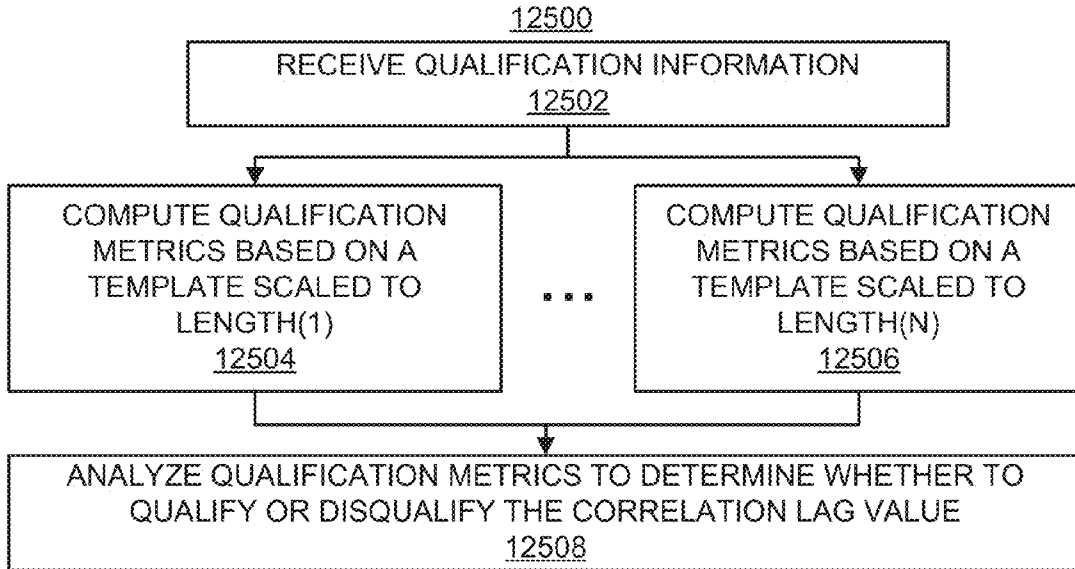 12500
RECEIVE QUALIFICATION INFORMATION
12502
COMPUTE QUALIFICATION
METRICS BASED ON A
TEMPLATE SCALED TO
LENGTH(1)
12504
...
COMPUTE QUALIFICATION
METRICS BASED ON A
TEMPLATE SCALED TO
LENGTH(N)
12506
ANALYZE QUALIFICATION METRICS TO DETERMINE WHETHER TO
QUALIFY OR DISQUALIFY THE CORRELATION LAG VALUE
12508